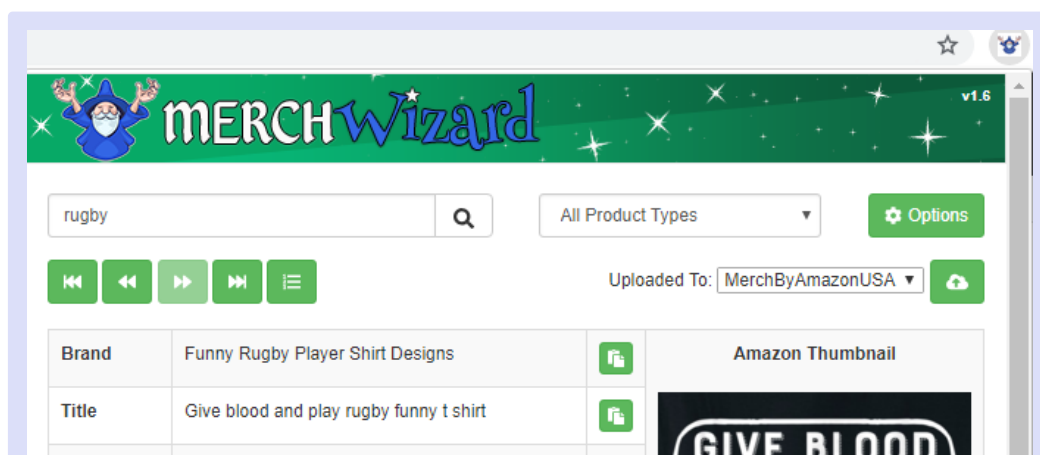 MERCHWizard
v1.6
rugby
All Product Types
Options
Uploaded To: MerchByAmazonUSA
Brand
Funny Rugby Player Shirt Designs
Amazon Thumbnail
Title
Give blood and play rugby funny t shirt
GIVE BLOOD